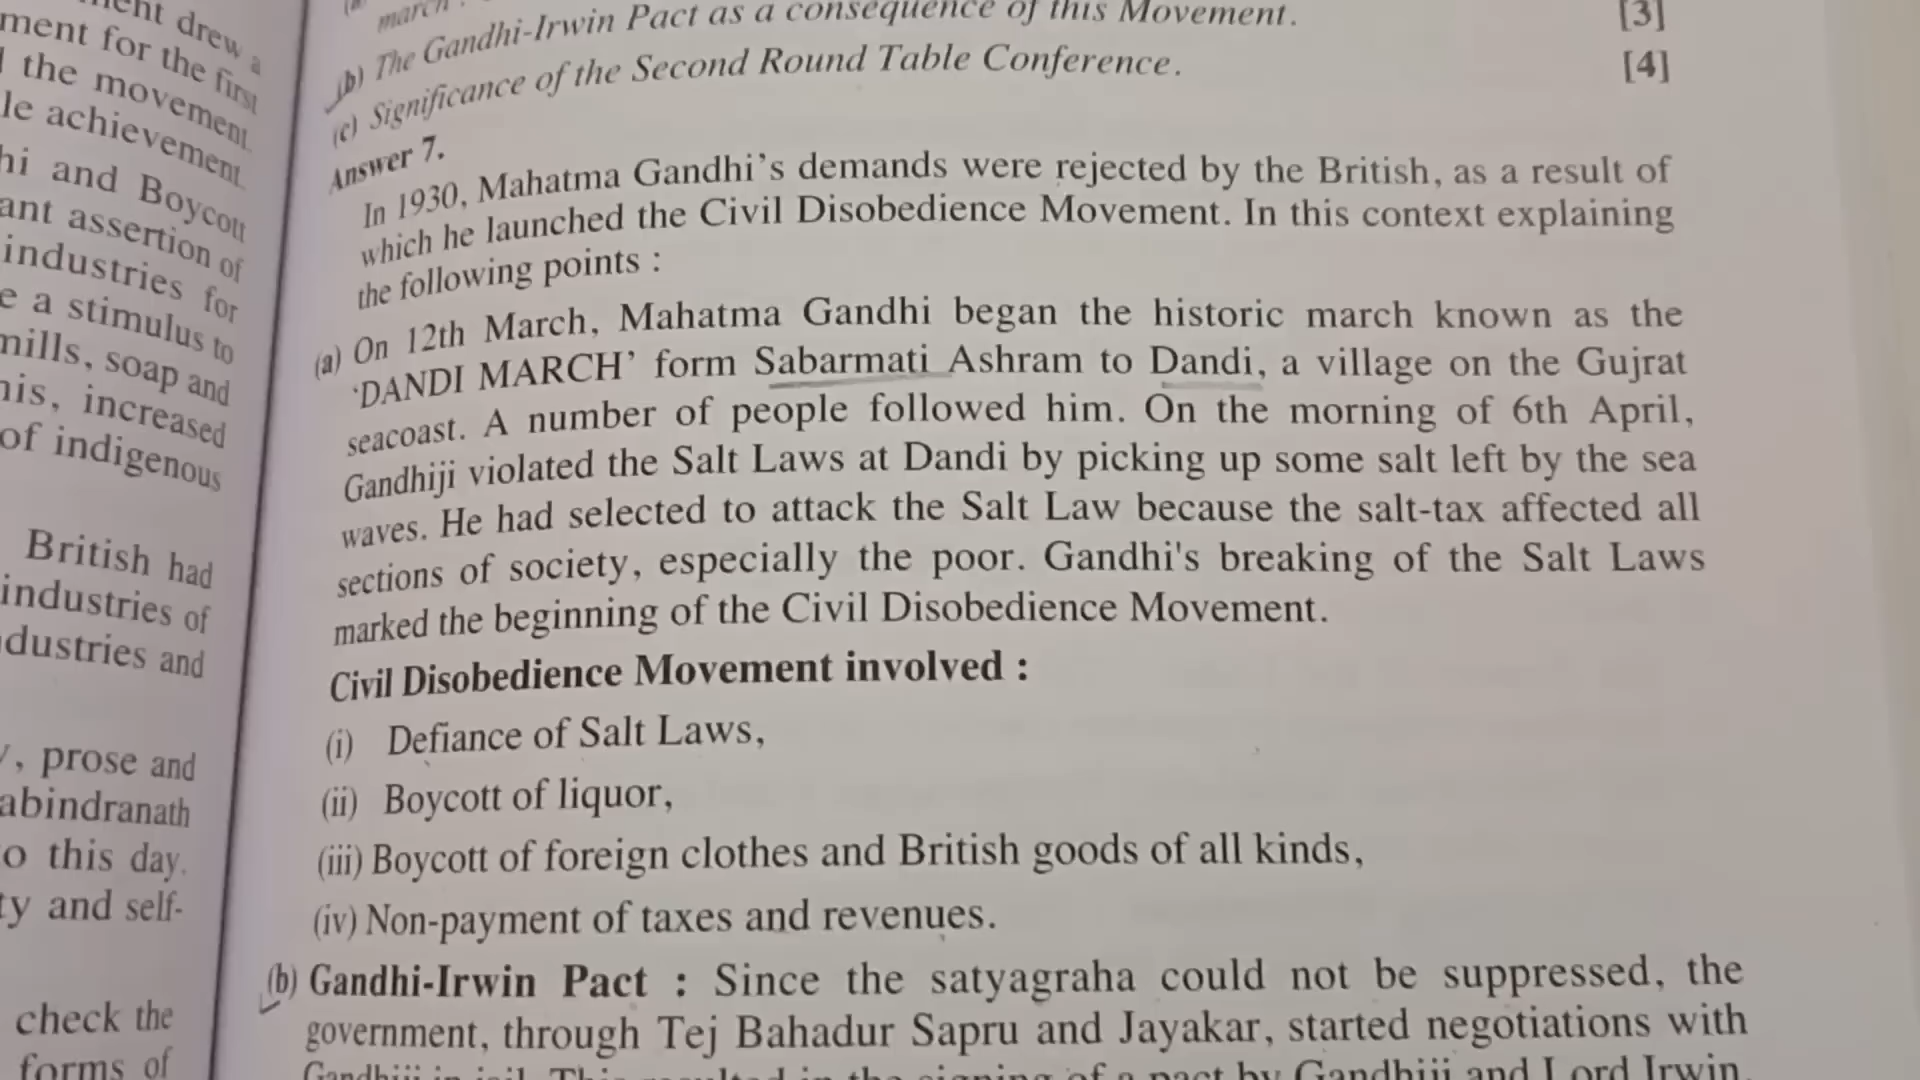 ment drew a
ment for the first
the movement.
le achievement.
hi and Boycott
ant assertion of
industries for
e a stimulus to
mills, soap and
his, increased
of indigenous
British had
industries of
dustries and
, prose and
abindranath
o this day.
ty and self-
check the
forms of
march
(b) The Gandhi-Irwin Pact as a consequence of this Movement. [3]
(c) Significance of the Second Round Table Conference. [4]
Answer 7.
In 1930, Mahatma Gandhi's demands were rejected by the British, as a result of
which he launched the Civil Disobedience Movement. In this context explaining
the following points :
(a) On 12th March, Mahatma Gandhi began the historic march known as the
'DANDI MARCH' form Sabarmati Ashram to Dandi, a village on the Gujrat
seacoast. A number of people followed him. On the morning of 6th April,
Gandhiji violated the Salt Laws at Dandi by picking up some salt left by the sea
waves. He had selected to attack the Salt Law because the salt-tax affected all
sections of society, especially the poor. Gandhi's breaking of the Salt Laws
marked the beginning of the Civil Disobedience Movement.
Civil Disobedience Movement involved :
(i) Defiance of Salt Laws,
(ii) Boycott of liquor,
(iii) Boycott of foreign clothes and British goods of all kinds,
(iv) Non-payment of taxes and revenues.
(b) Gandhi-Irwin Pact : Since the satyagraha could not be suppressed, the
government, through Tej Bahadur Sapru and Jayakar, started negotiations with
Gandhiji in jail. This resulted in the signing of a pact by Gandhiji and Lord Irwin